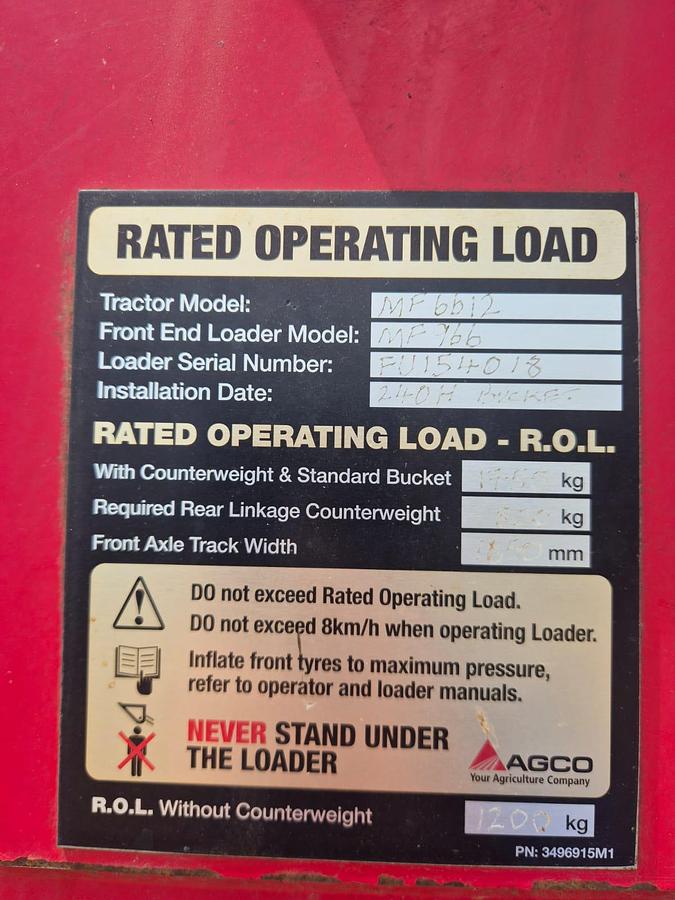 RATED OPERATING LOAD
Tractor Model: MF 6612
Front End Loader Model: MF 966
Loader Serial Number: FU154018
Installation Date: 240H BUCKET
RATED OPERATING LOAD - R.O.L.
With Counterweight & Standard Bucket kg
Required Rear Linkage Counterweight kg
Front Axle Track Width mm
DO not exceed Rated Operating Load.
DO not exceed 8km/h when operating Loader.
Inflate front tyres to maximum pressure,
refer to operator and loader manuals.
NEVER STAND UNDER
THE LOADER
AGCO
Your Agriculture Company
R.O.L. Without Counterweight 1200 kg
PN: 3496915M1